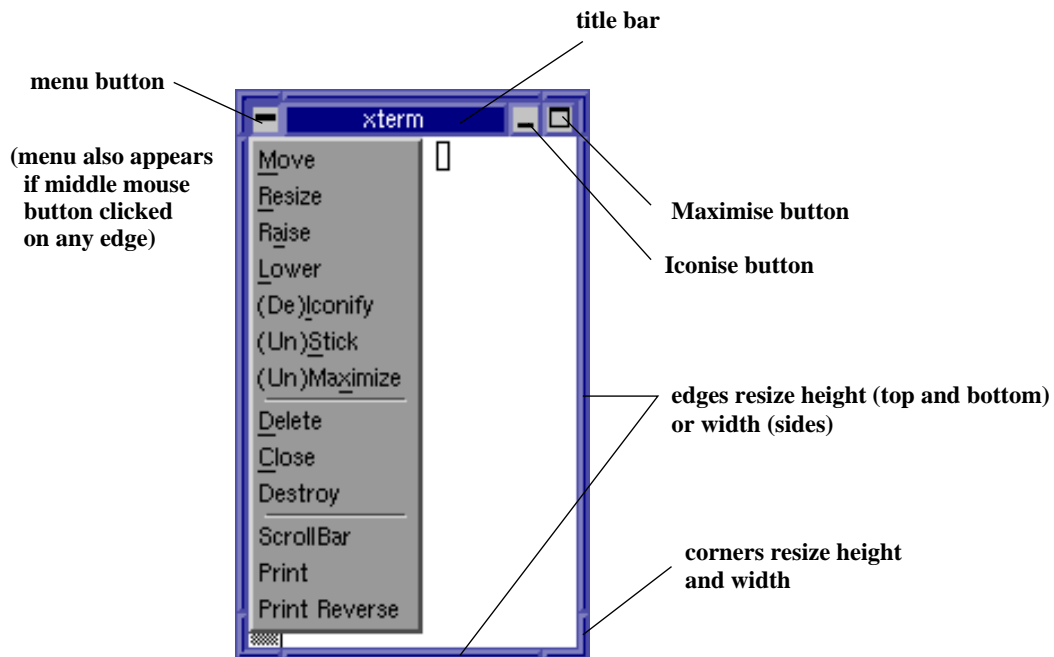 title bar
menu button
xterm
(menu also appears
if middle mouse
button clicked
on any edge)
Move
Resize
Raise
Lower
(De)Iconify
(Un)Stick
(Un)Maximize
Delete
Close
Destroy
ScrollBar
Print
Print Reverse
Maximise button
Iconise button
edges resize height (top and bottom)
or width (sides)
corners resize height
and width